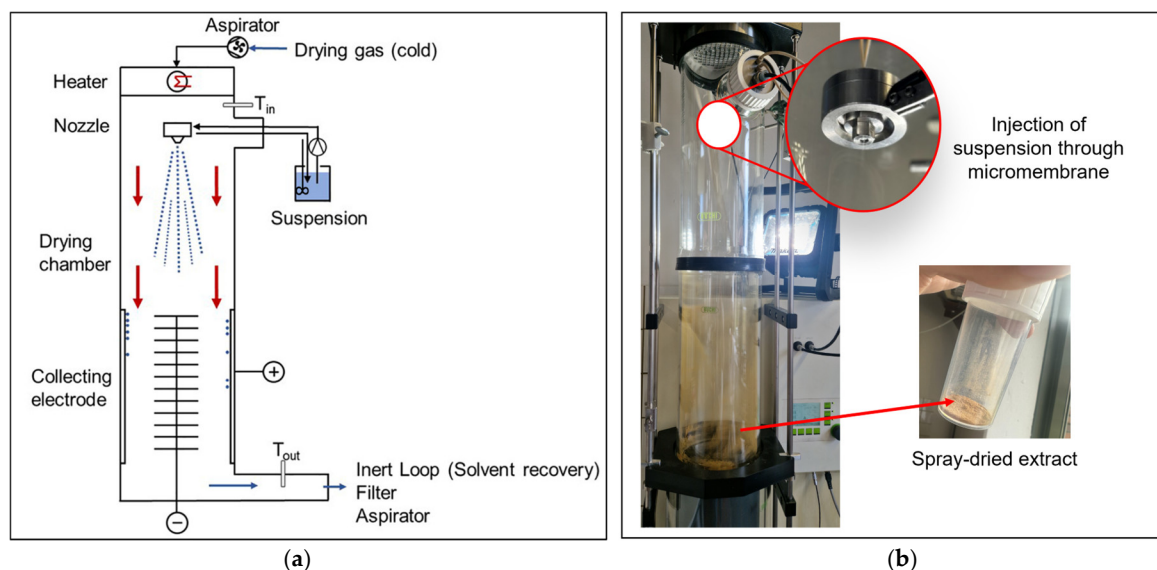 Aspirator
Drying gas (cold)
Heater
T_in
Nozzle
Suspension
Drying
chamber
Collecting
electrode
+
T_out
Inert Loop (Solvent recovery)
Filter
Aspirator
−
(a)
Injection of
suspension through
micromembrane
Spray-dried extract
(b)